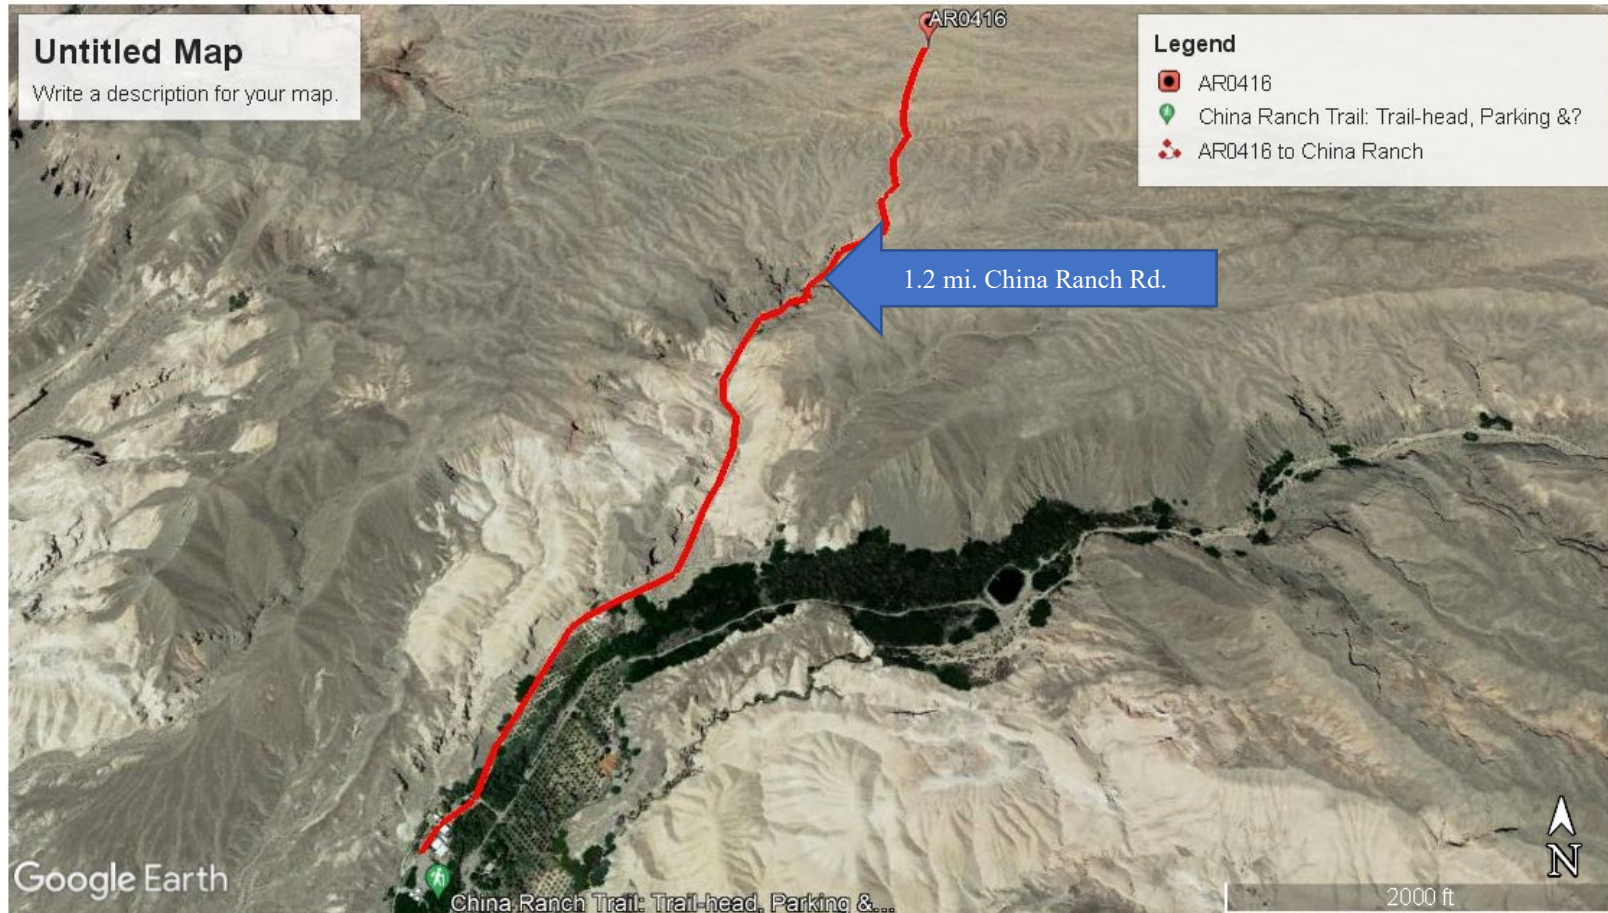 Untitled Map
Write a description for your map.
AR0416
Legend
AR0416
China Ranch Trail: Trail-head, Parking &?
AR0416 to China Ranch
1.2 mi. China Ranch Rd.
Google Earth
China Ranch Trail: Trail-head, Parking &...
N
2000 ft